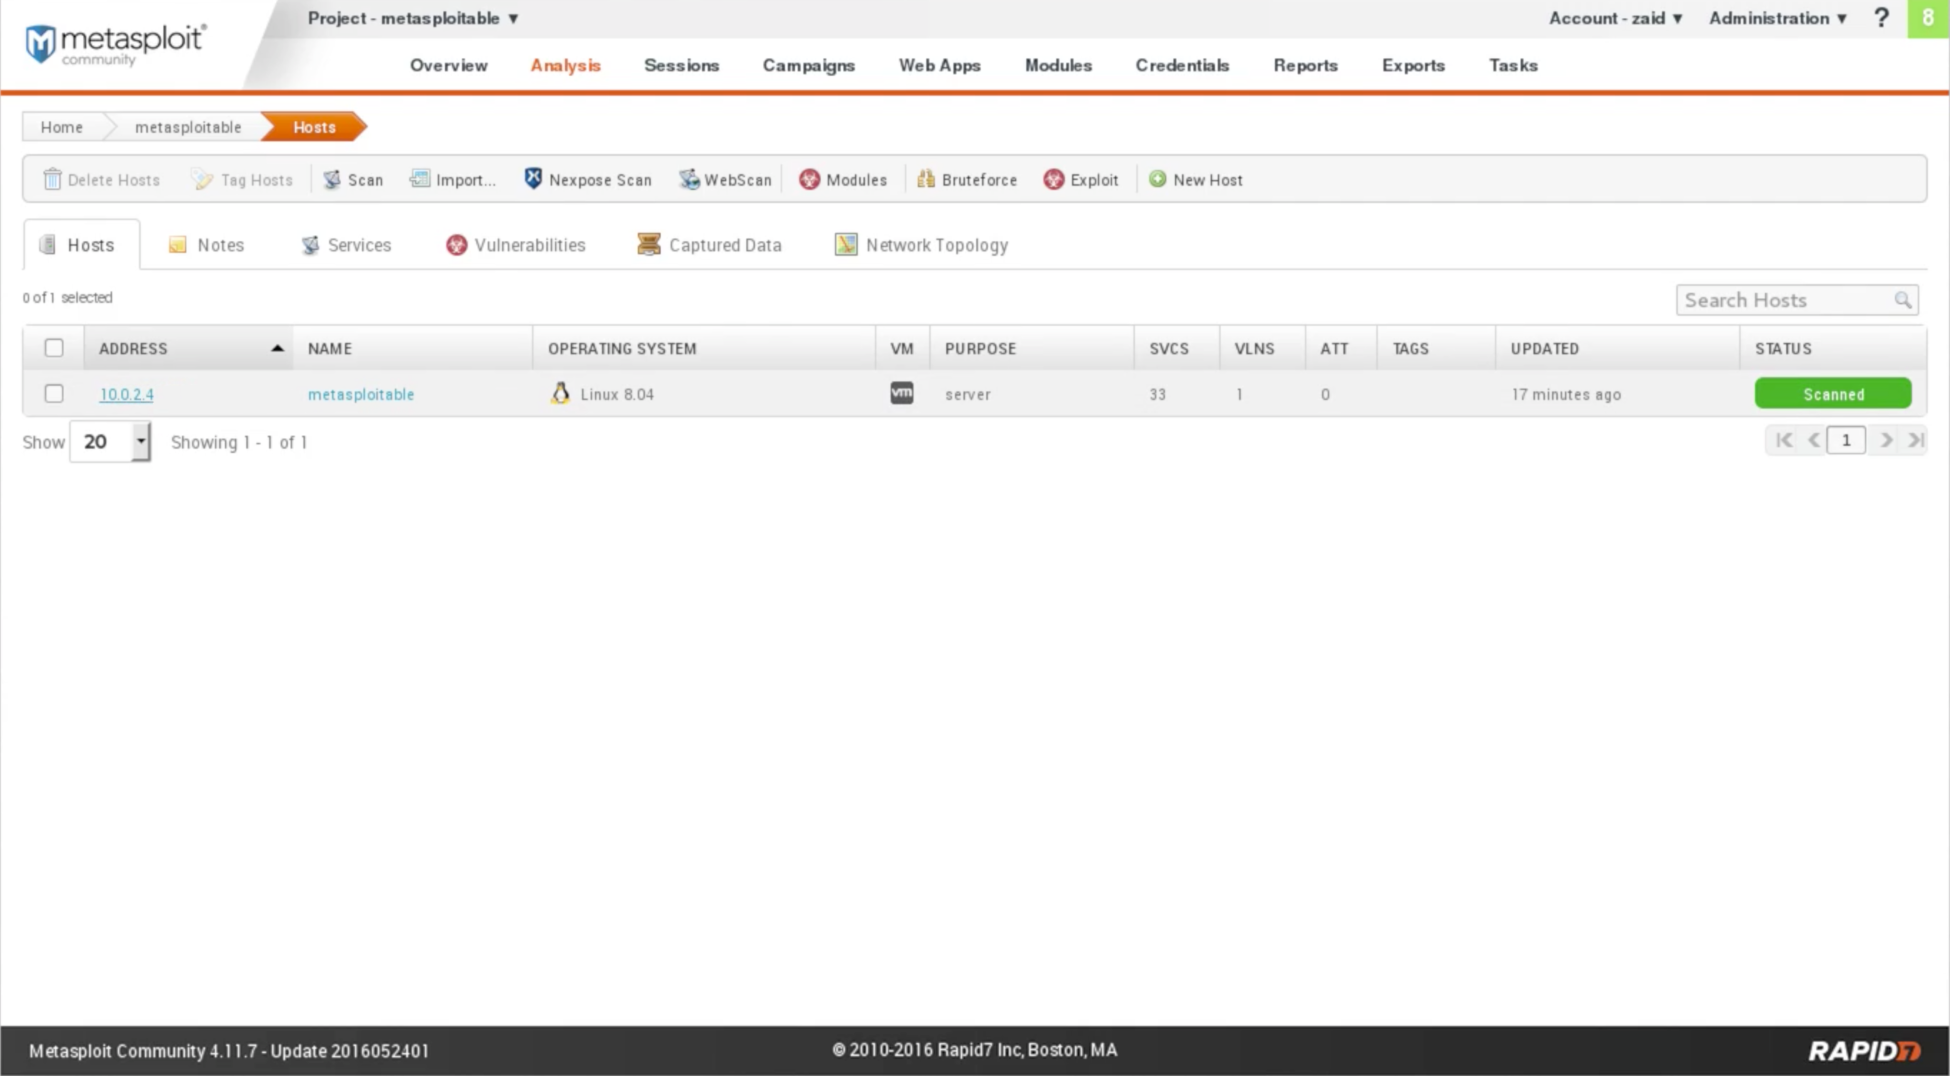 Project - metasploitable ▼
Account - zaid ▼ Administration ▼ ? 8
metasploit®
community
Overview Analysis Sessions Campaigns Web Apps Modules Credentials Reports Exports Tasks
Home metasploitable Hosts
Delete Hosts Tag Hosts Scan Import... Nexpose Scan WebScan Modules Bruteforce Exploit New Host
Hosts Notes Services Vulnerabilities Captured Data Network Topology
0 of 1 selected
Search Hosts
ADDRESS NAME OPERATING SYSTEM VM PURPOSE SVCS VLNS ATT TAGS UPDATED STATUS
10.0.2.4 metasploitable Linux 8.04 vm server 33 1 0 17 minutes ago Scanned
Show 20 Showing 1 - 1 of 1
1
Metasploit Community 4.11.7 - Update 2016052401
© 2010-2016 Rapid7 Inc, Boston, MA
RAPID7